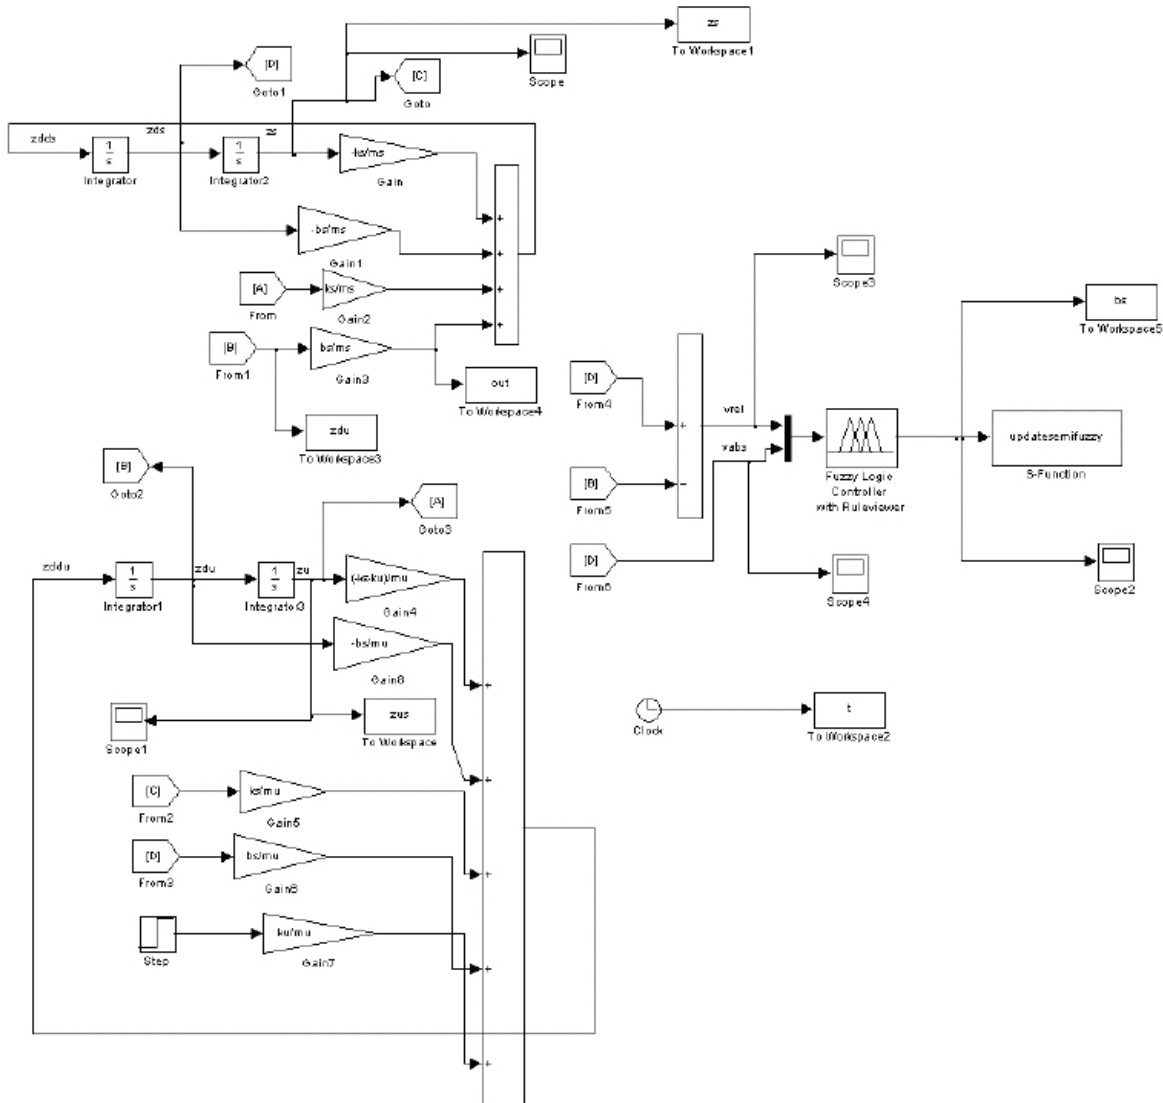 zs
To Workspace1
[D]
Goto1
Scope
[C]
Goto
zdds
1
s
Integrator
zds
1
s
Integrator2
zs
-ks/ms
Gain
+
-bs/ms
Gain1
+
[A]
From
ks/ms
Gain2
+
[B]
From1
bs/ms
Gain3
+
out
To Workspace4
zdu
To Workspace3
Scope3
bs
To Workspace5
[D]
From4
+
vrel
vabs
[B]
From5
-
[D]
From6
Fuzzy Logic
Controller
with Ruleviewer
updatesemifuzzy
S-Function
Scope4
Scope2
[B]
Goto2
[A]
Goto3
zddu
1
s
Integrator1
zdu
1
s
Integrator3
zu
(-ks-ku)/mu
Gain4
-bs/mu
+
Scope1
zus
To Workspace
+
[C]
From2
ks/mu
Gain5
+
[D]
From3
bs/mu
+
Step
ku/mu
Gain7
+
Clock
t
To Workspace2